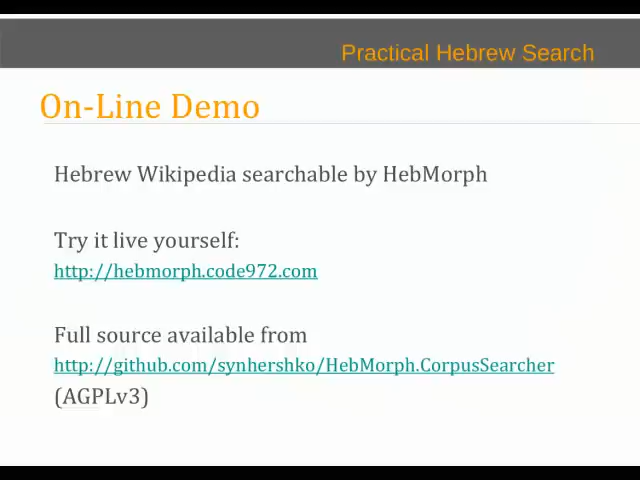 Practical Hebrew Search
On-Line Demo
Hebrew Wikipedia searchable by HebMorph
Try it live yourself:
http://hebmorph.code972.com
Full source available from
http://github.com/synhershko/HebMorph.CorpusSearcher
(AGPLv3)